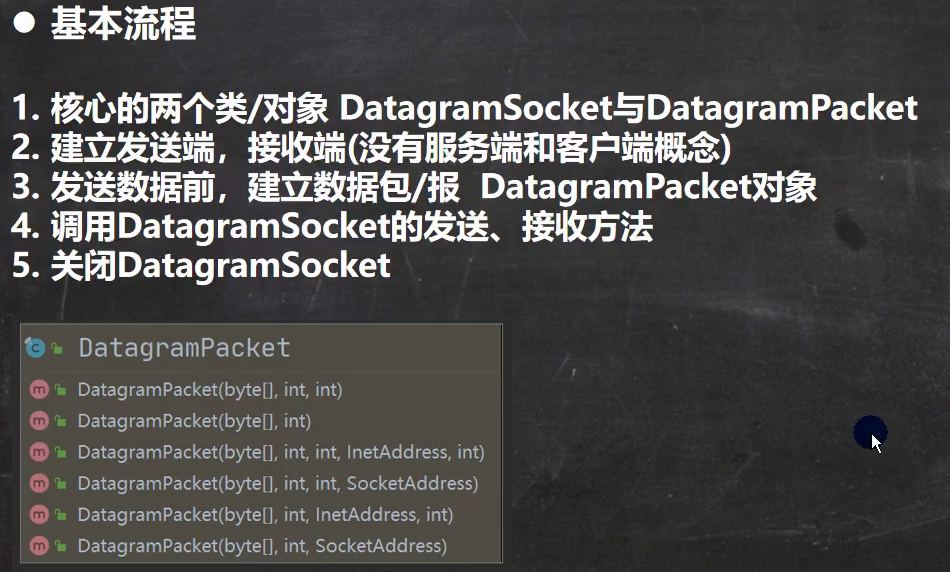 ● 基本流程
1. 核心的两个类/对象 DatagramSocket与DatagramPacket
2. 建立发送端，接收端(没有服务端和客户端概念)
3. 发送数据前，建立数据包/报 DatagramPacket对象
4. 调用DatagramSocket的发送、接收方法
5. 关闭DatagramSocket
C DatagramPacket
m DatagramPacket(byte[], int, int)
m DatagramPacket(byte[], int)
m DatagramPacket(byte[], int, int, InetAddress, int)
m DatagramPacket(byte[], int, int, SocketAddress)
m DatagramPacket(byte[], int, InetAddress, int)
m DatagramPacket(byte[], int, SocketAddress)